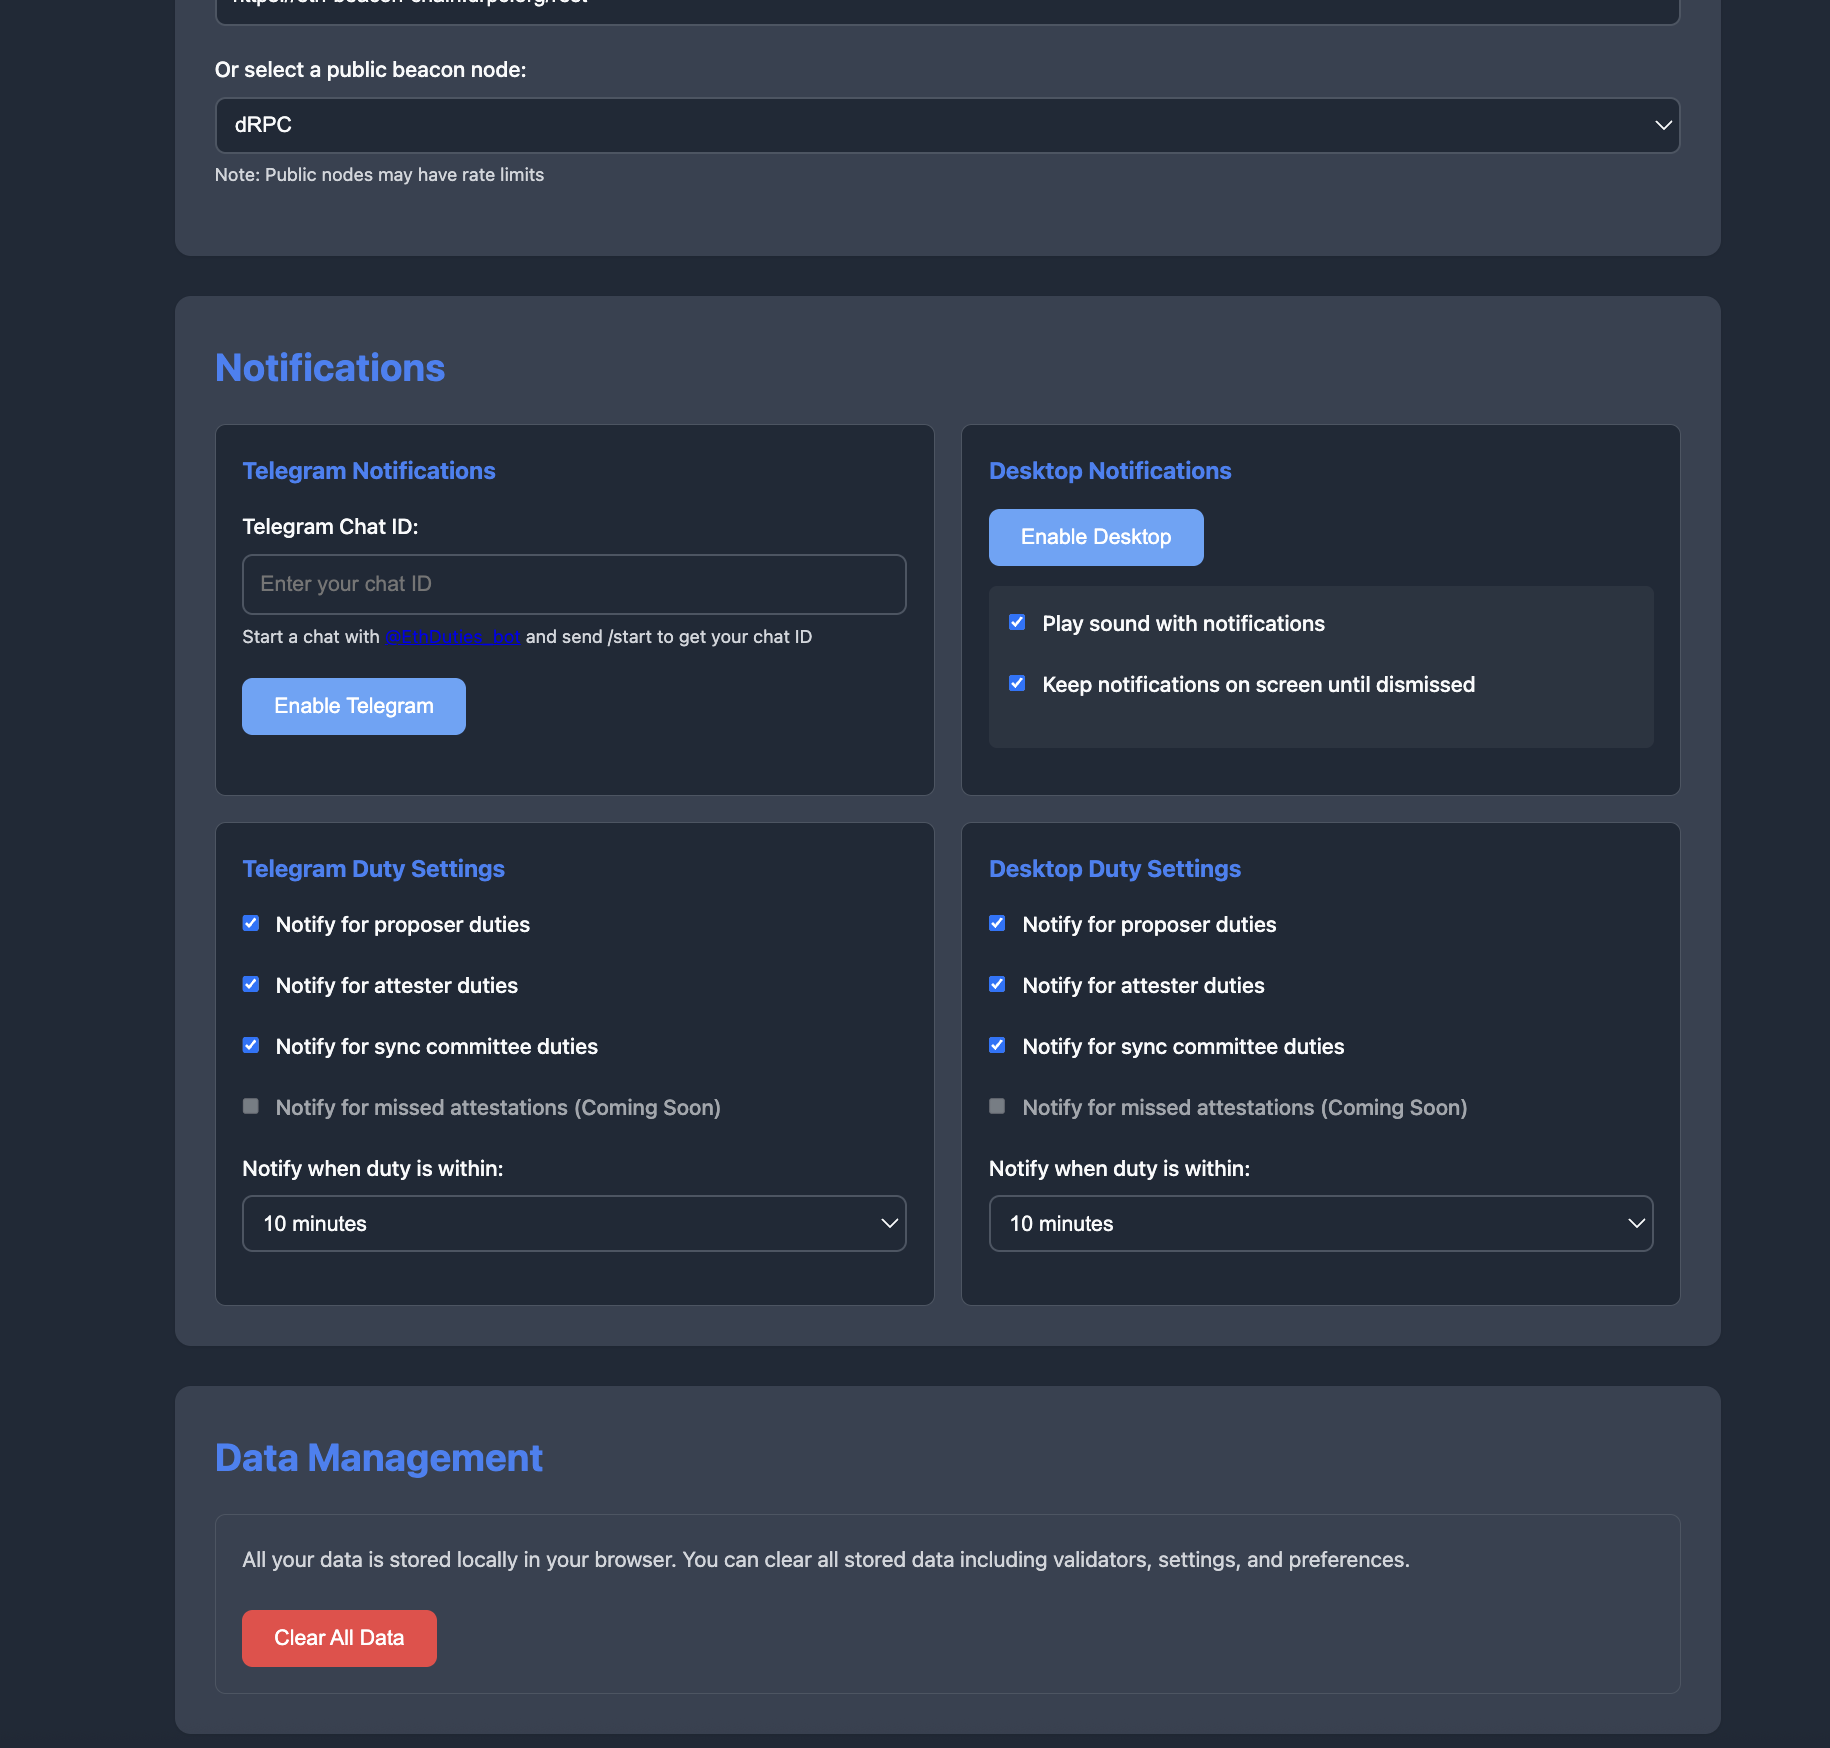 Or select a public beacon node:
dRPC
Note: Public nodes may have rate limits
Notifications
Telegram Notifications
Telegram Chat ID:
Enter your chat ID
Start a chat with @EthDuties_bot and send /start to get your chat ID
Enable Telegram
Desktop Notifications
Enable Desktop
Play sound with notifications
Keep notifications on screen until dismissed
Telegram Duty Settings
Notify for proposer duties
Notify for attester duties
Notify for sync committee duties
Notify for missed attestations (Coming Soon)
Notify when duty is within:
10 minutes
Desktop Duty Settings
Notify for proposer duties
Notify for attester duties
Notify for sync committee duties
Notify for missed attestations (Coming Soon)
Notify when duty is within:
10 minutes
Data Management
All your data is stored locally in your browser. You can clear all stored data including validators, settings, and preferences.
Clear All Data